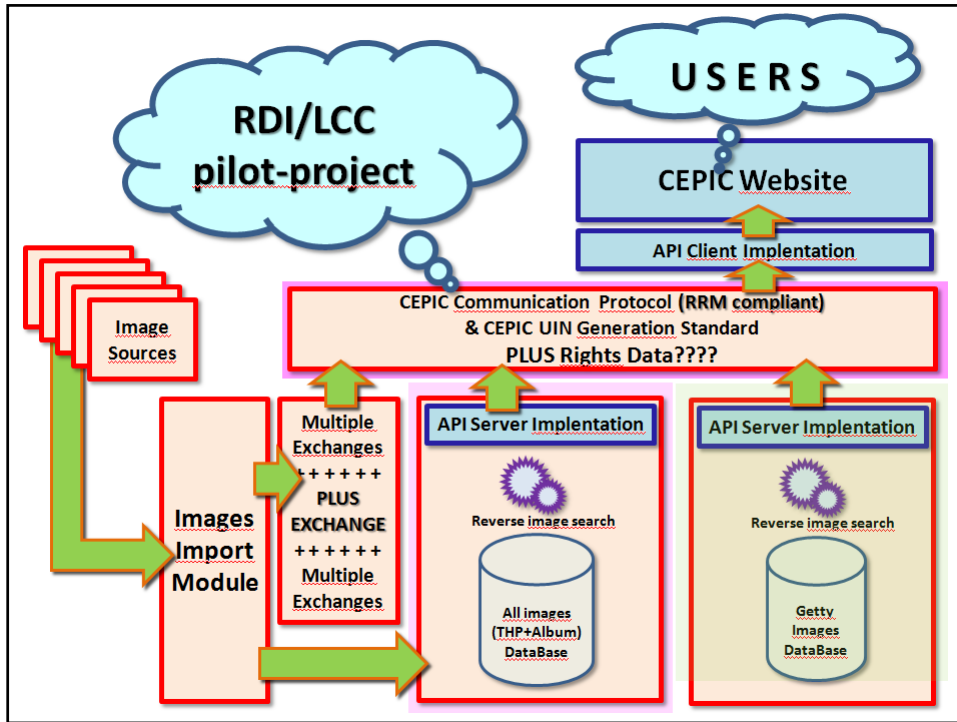 RDI/LCC
pilot-project
U S E R S
CEPIC Website
API Client Implentation
CEPIC Communication Protocol (RRM compliant)
& CEPIC UIN Generation Standard
PLUS Rights Data????
Image
Sources
Images
Import
Module
Multiple
Exchanges
+ + + + + +
PLUS
EXCHANGE
+ + + + + +
Multiple
Exchanges
API Server Implentation
Reverse image search
All images
(THP+Album)
DataBase
API Server Implentation
Reverse image search
Getty
Images
DataBase